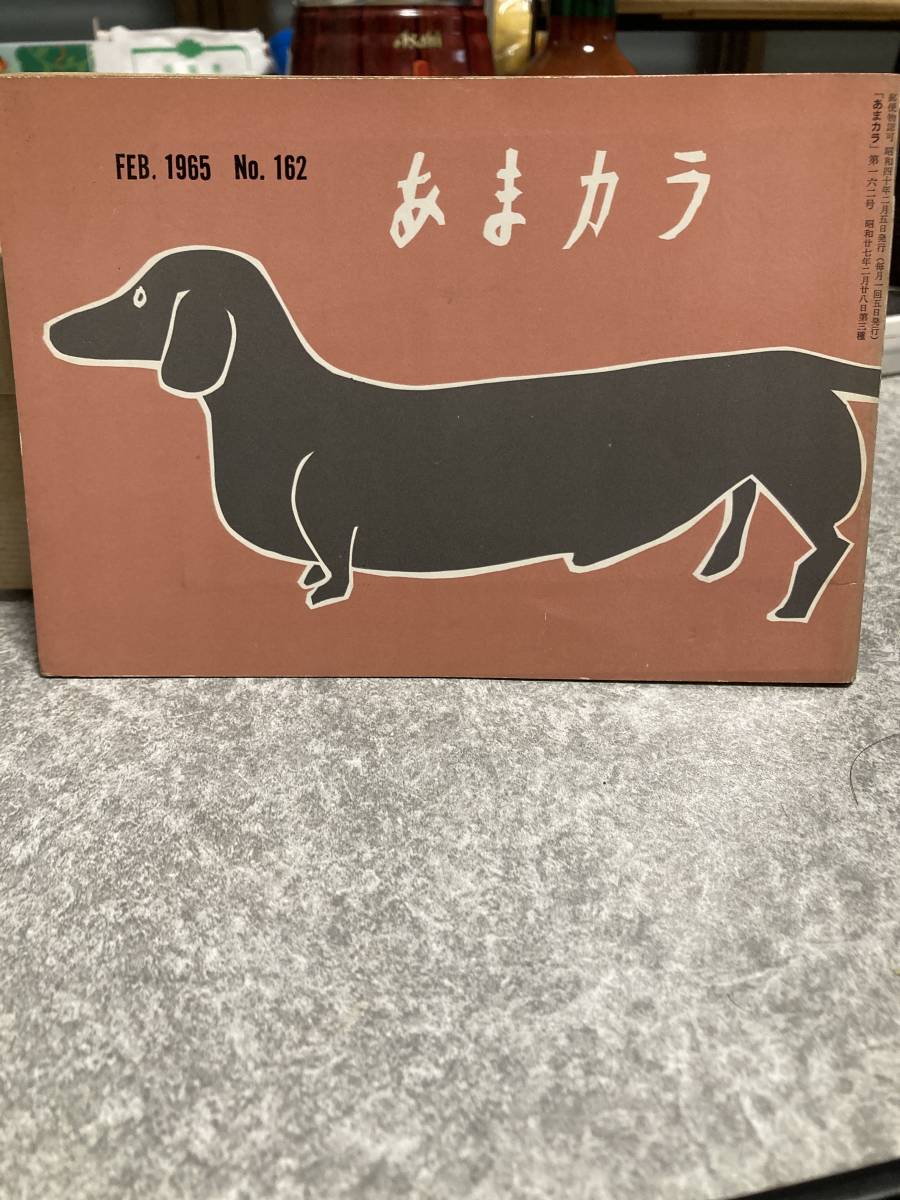 FEB. 1965 No. 162
あまカラ
「あまカラ」第一六二号 昭和廿七年二月廿八日第三種
郵便物認可 昭和四十年二月五日発行(毎月一回五日発行)
Asahi